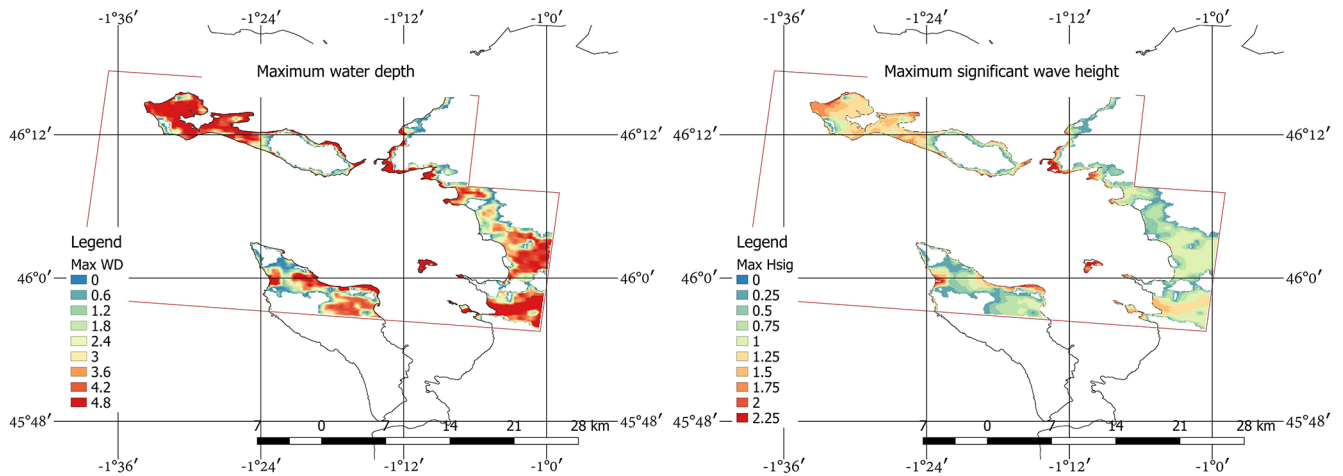 -1°36′ -1°24′ -1°12′ -1°0′
Maximum water depth
46°12′ 46°12′
Legend
Max WD
0
0.6
1.2
1.8
2.4
3
3.6
4.2
4.8
46°0′ 46°0′
45°48′ 45°48′
7 0 7 14 21 28 km
-1°36′ -1°24′ -1°12′ -1°0′
-1°36′ -1°24′ -1°12′ -1°0′
Maximum significant wave height
46°12′ 46°12′
Legend
Max Hsig
0
0.25
0.5
0.75
1
1.25
1.5
1.75
2
2.25
46°0′ 46°0′
45°48′ 45°48′
7 0 7 14 21 28 km
-1°36′ -1°24′ -1°12′ -1°0′